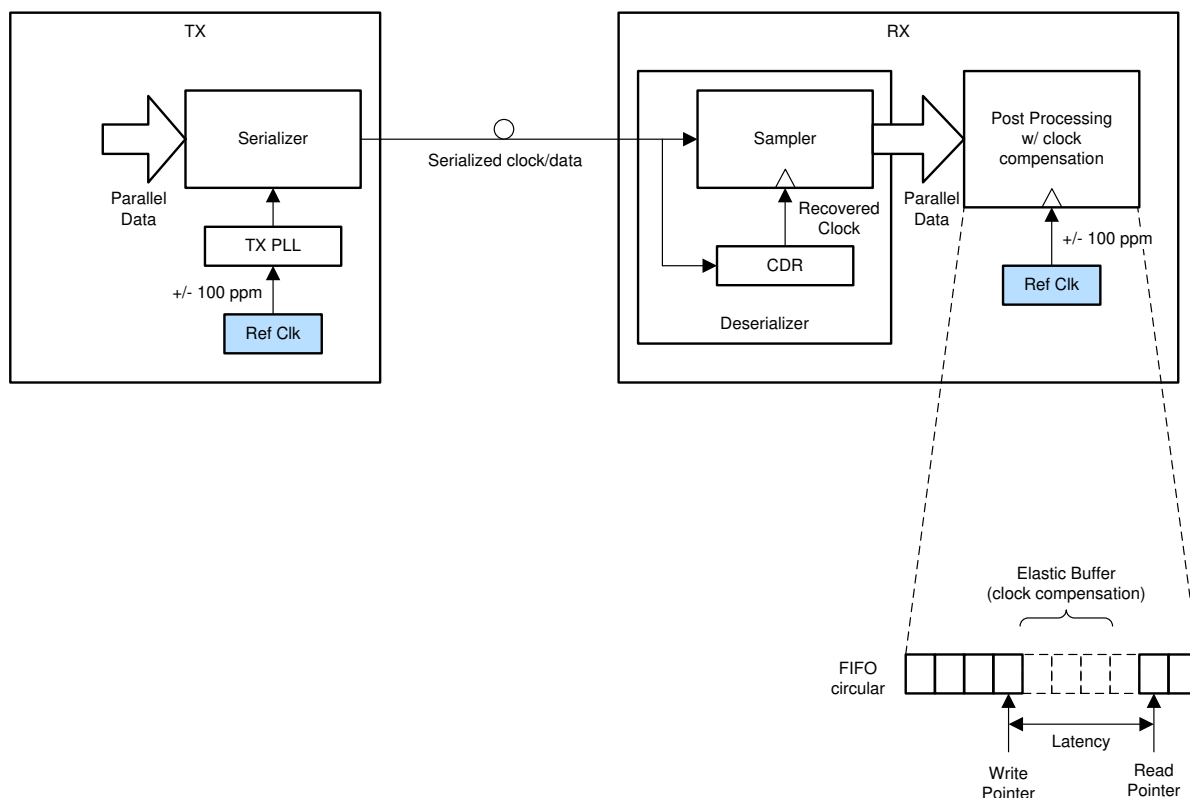 TX
Serializer
Parallel
Data
TX PLL
+/- 100 ppm
Ref Clk
Serialized clock/data
RX
Sampler
Recovered
Clock
CDR
Deserializer
Parallel
Data
Post Processing
w/ clock
compensation
+/- 100 ppm
Ref Clk
Elastic Buffer
(clock compensation)
FIFO
circular
Latency
Write
Pointer
Read
Pointer